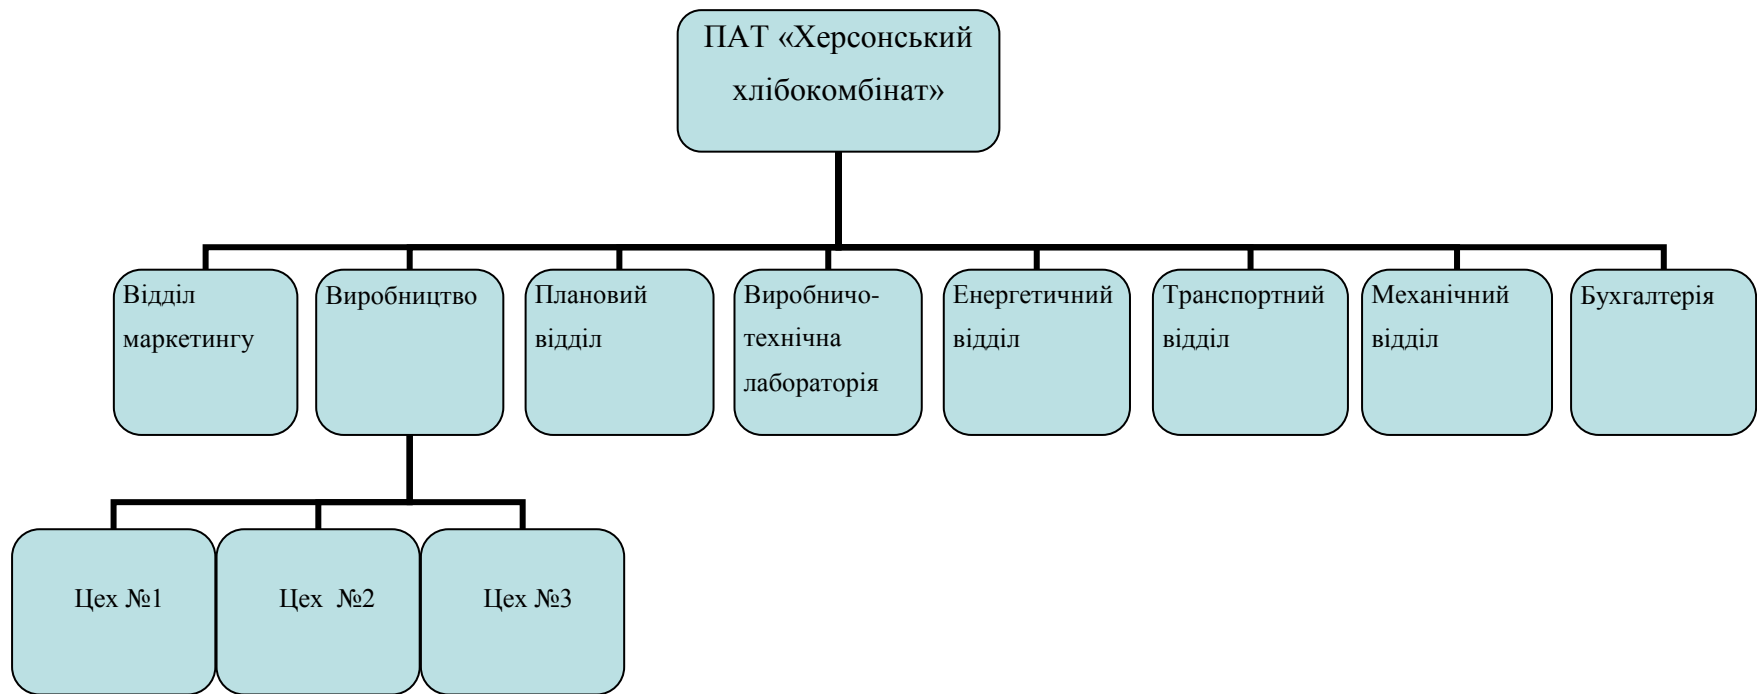 ПАТ «Херсонський
хлібокомбінат»
Відділ
маркетингу
Виробництво
Плановий
відділ
Виробничо-
технічна
лабораторія
Енергетичний
відділ
Транспортний
відділ
Механічний
відділ
Бухгалтерія
Цех №1
Цех №2
Цех №3